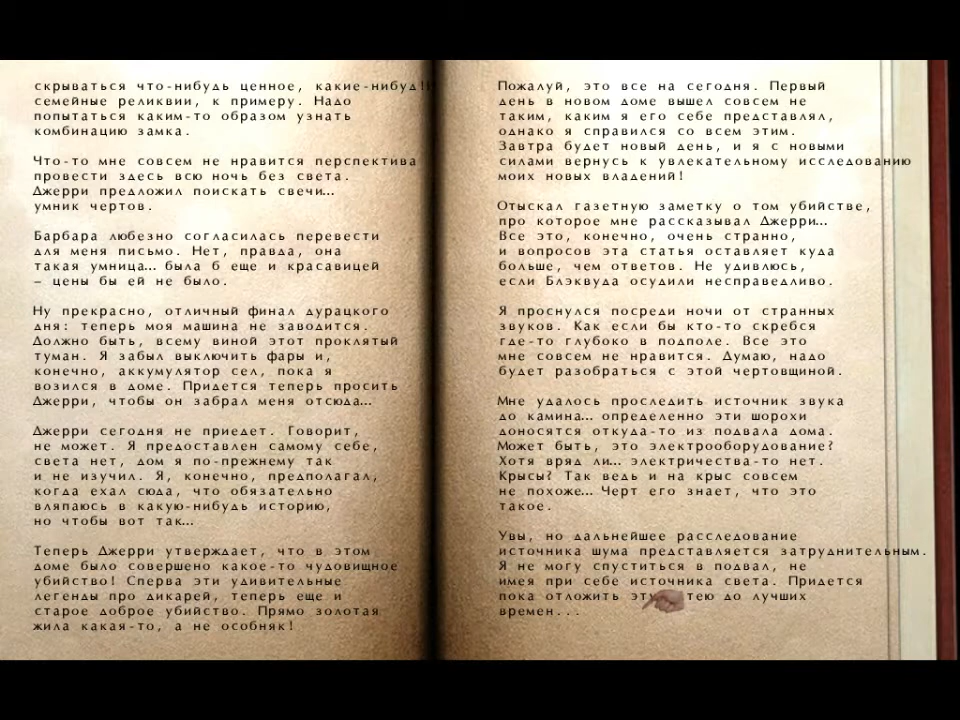 скрываться что-нибудь ценное, какие-нибудь
семейные реликвии, к примеру. Надо
попытаться каким-то образом узнать
комбинацию замка.
Что-то мне совсем не нравится перспектива
провести здесь всю ночь без света.
Джерри предложил поискать свечи...
умник чертов.
Барбара любезно согласилась перевести
для меня письмо. Нет, правда, она
такая умница... была б еще и красавицей
– цены бы ей не было.
Ну прекрасно, отличный финал дурацкого
дня: теперь моя машина не заводится.
Должно быть, всему виной этот проклятый
туман. Я забыл выключить фары и,
конечно, аккумулятор сел, пока я
возился в доме. Придется теперь просить
Джерри, чтобы он забрал меня отсюда...
Джерри сегодня не приедет. Говорит,
не может. Я предоставлен самому себе,
света нет, дом я по-прежнему так
и не изучил. Я, конечно, предполагал,
когда ехал сюда, что обязательно
вляпаюсь в какую-нибудь историю,
но чтобы вот так...
Теперь Джерри утверждает, что в этом
доме было совершено какое-то чудовищное
убийство! Сперва эти удивительные
легенды про дикарей, теперь еще и
старое доброе убийство. Прямо золотая
жила какая-то, а не особняк!
Пожалуй, это все на сегодня. Первый
день в новом доме вышел совсем не
таким, каким я его себе представлял,
однако я справился со всем этим.
Завтра будет новый день, и я с новыми
силами вернусь к увлекательному исследованию
моих новых владений!
Отыскал газетную заметку о том убийстве,
про которое мне рассказывал Джерри...
Все это, конечно, очень странно,
и вопросов эта статья оставляет куда
больше, чем ответов. Не удивлюсь,
если Блэквуда осудили несправедливо.
Я проснулся посреди ночи от странных
звуков. Как если бы кто-то скребся
где-то глубоко в подполе. Все это
мне совсем не нравится. Думаю, надо
будет разобраться с этой чертовщиной.
Мне удалось проследить источник звука
до камина... определенно эти шорохи
доносятся откуда-то из подвала дома.
Может быть, это электрооборудование?
Хотя вряд ли... электричества-то нет.
Крысы? Так ведь и на крыс совсем
не похоже... Черт его знает, что это
такое.
Увы, но дальнейшее расследование
источника шума представляется затруднительным.
Я не могу спуститься в подвал, не
имея при себе источника света. Придется
пока отложить до лучших
времен...